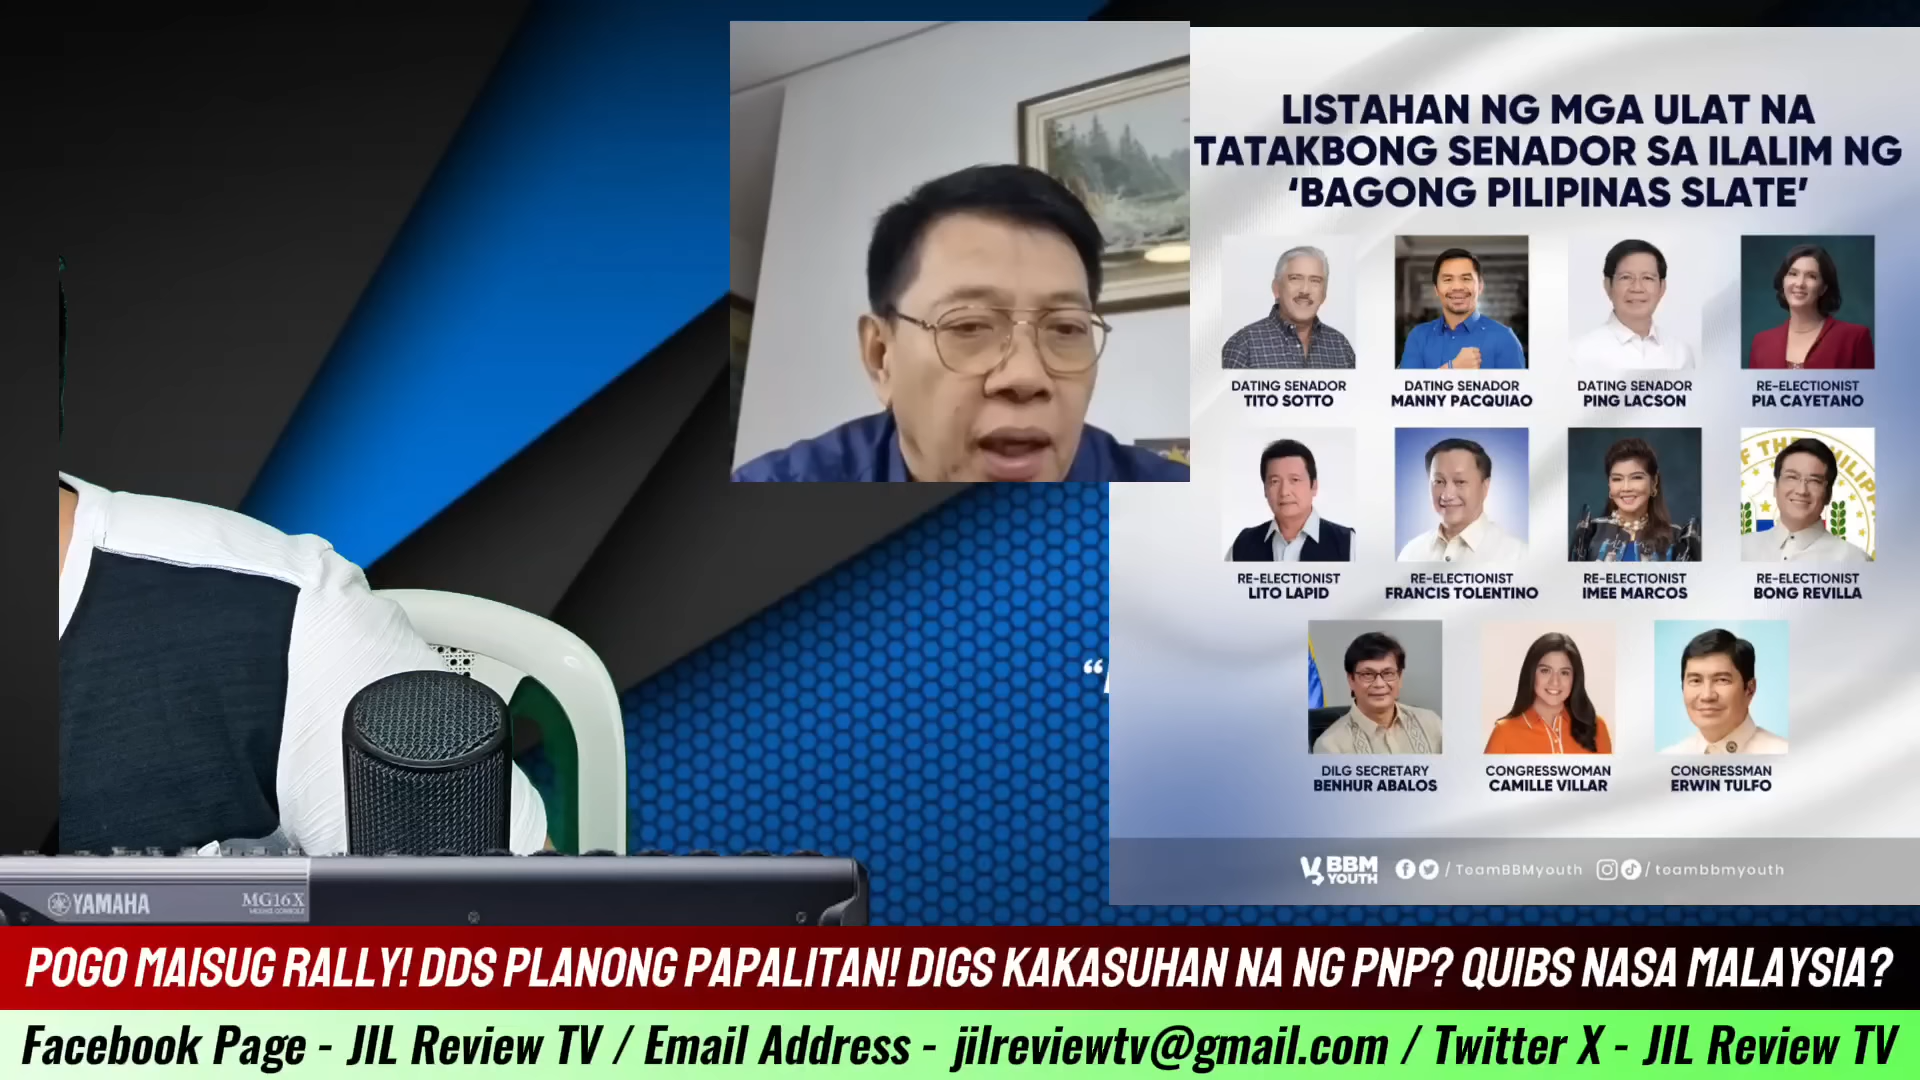 LISTAHAN NG MGA ULAT NA
TATAKBONG SENADOR SA ILALIM NG
‘BAGONG PILIPINAS SLATE’
DATING SENADOR
TITO SOTTO
DATING SENADOR
MANNY PACQUIAO
DATING SENADOR
PING LACSON
RE-ELECTIONIST
PIA CAYETANO
RE-ELECTIONIST
LITO LAPID
RE-ELECTIONIST
FRANCIS TOLENTINO
RE-ELECTIONIST
IMEE MARCOS
RE-ELECTIONIST
BONG REVILLA
DILG SECRETARY
BENHUR ABALOS
CONGRESSWOMAN
CAMILLE VILLAR
CONGRESSMAN
ERWIN TULFO
BBM
YOUTH
/TeamBBMyouth
/teambbmyouth
YAMAHA
MG16X
MIXING CONSOLE
POGO MAISUG RALLY! DDS PLANONG PAPALITAN! DIGS KAKASUHAN NA NG PNP? QUIBS NASA MALAYSIA?
Facebook Page - JIL Review TV / Email Address - jilreviewtv@gmail.com / Twitter X - JIL Review TV